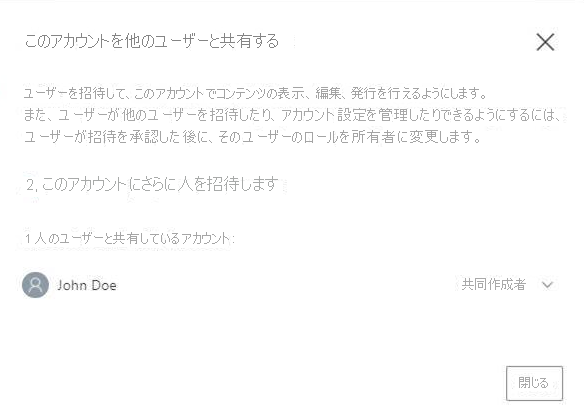 このアカウントを他のユーザーと共有する
ユーザーを招待して、このアカウントでコンテンツの表示、編集、発行を行えるようにします。
また、ユーザーが他のユーザーを招待したり、アカウント設定を管理したりできるようにするには、
ユーザーが招待を承認した後に、そのユーザーのロールを所有者に変更します。
2, このアカウントにさらに人を招待します
1 人のユーザーと共有しているアカウント:
John Doe 共同作成者
閉じる